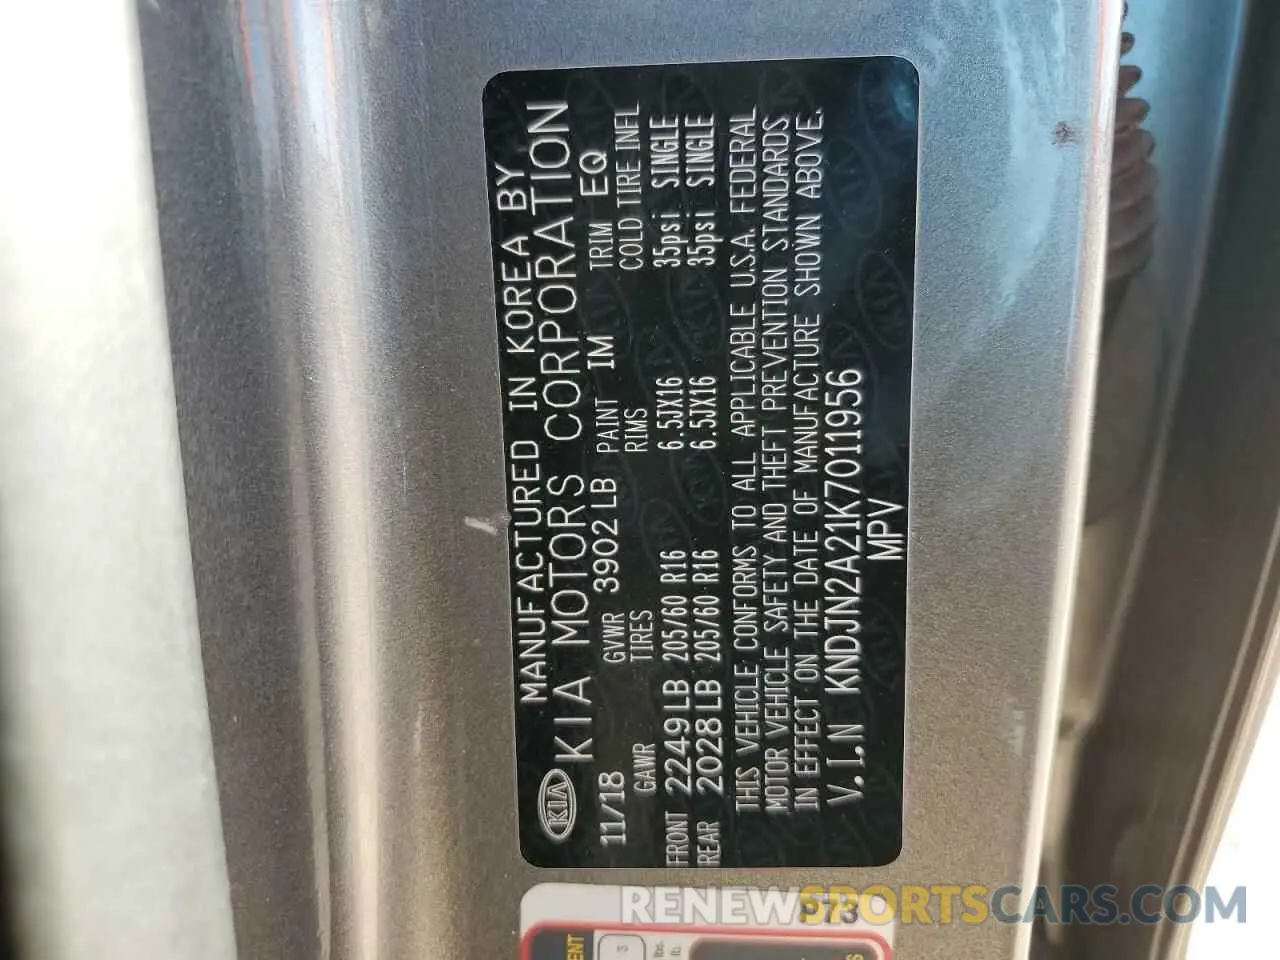 MANUFACTURED IN KOREA BY
KIA KIA MOTORS CORPORATION
11/18 GVWR 3902 LB PAINT IM TRIM EQ
GAWR TIRES RIMS COLD TIRE INFL
FRONT 2249 LB 205/60 R16 6.5JX16 35psi SINGLE
REAR 2028 LB 205/60 R16 6.5JX16 35psi SINGLE
THIS VEHICLE CONFORMS TO ALL APPLICABLE U.S.A. FEDERAL
MOTOR VEHICLE SAFETY AND THEFT PREVENTION STANDARDS
IN EFFECT ON THE DATE OF MANUFACTURE SHOWN ABOVE.
V.I.N KNDJN2A21K7011956
MPV
P73
RENEWSPORTSCARS.COM